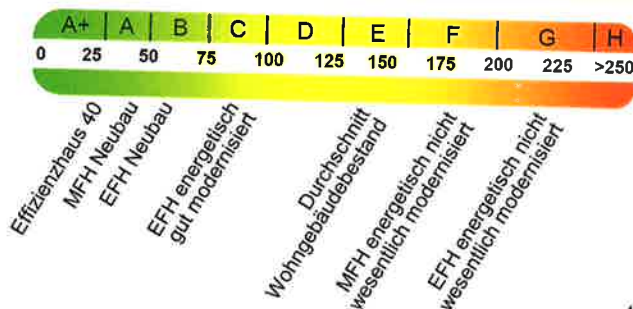 A+ A B C D E F G H
0 25 50 75 100 125 150 175 200 225 >250
Effizienzhaus 40
MFH Neubau
EFH Neubau
EFH energetisch
gut modernisiert
Durchschnitt
Wohngebäudebestand
MFH energetisch nicht
wesentlich modernisiert
EFH energetisch nicht
wesentlich modernisiert